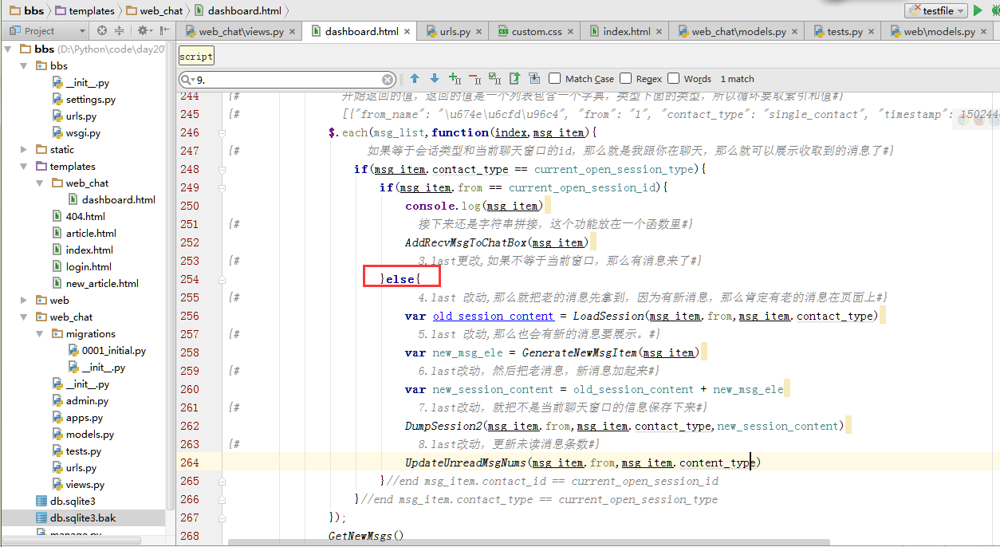 bbs templates web_chat dashboard.html testfile
Project web_chat\views.py dashboard.html urls.py custom.css index.html web_chat\models.py tests.py web\models.py
bbs (D:\Python\code\day20
bbs
__init__.py
settings.py
urls.py
wsgi.py
static
templates
web_chat
dashboard.html
404.html
article.html
index.html
login.html
new_article.html
web
web_chat
migrations
0001_initial.py
__init__.py
__init__.py
admin.py
apps.py
models.py
tests.py
urls.py
views.py
db.sqlite3
db.sqlite3.bak
manage.py
script
9. Match Case Regex Words 1 match
244 {# 开始返回的值，返回的值是一个列表包含一个字典，类型下面的类型，所以循环要取索引和值#}
245 {# [{"from_name": "\u674e\u6cfd\u96c4", "from": "1", "contact_type": "single_contact", "timestamp": 150244
246 $.each(msg_list,function(index,msg_item){
247 {# 如果等于会话类型和当前聊天窗口的id，那么就是我跟你在聊天，那么就可以展示收取到的消息了#}
248 if(msg_item.contact_type == current_open_session_type){
249 if(msg_item.from == current_open_session_id){
250 console.log(msg_item)
251 {# 接下来还是字符串拼接，这个功能放在一个函数里#}
252 AddRecvMsgToChatBox(msg_item)
253 {# 3.last更改,如果不等于当前窗口，那么有消息来了#}
254 }else{
255 {# 4.last 改动,那么就把老的消息先拿到，因为有新消息，那么肯定有老的消息在页面上#}
256 var old_session_content = LoadSession(msg_item.from,msg_item.contact_type)
257 {# 5.last 改动,那么也会有新的消息要展示。#}
258 var new_msg_ele = GenerateNewMsgItem(msg_item)
259 {# 6.last改动，然后把老消息，新消息加起来#}
260 var new_session_content = old_session_content + new_msg_ele
261 {# 7.last改动，就把不是当前聊天窗口的信息保存下来#}
262 DumpSession2(msg_item.from,msg_item.contact_type,new_session_content)
263 {# 8.last改动，更新未读消息条数#}
264 UpdateUnreadMsgNums(msg_item.from,msg_item.content_type)
265 }//end msg_item.contact_id == current_open_session_id
266 }//end msg_item.contact_type == current_open_session_type
267 });
268 GetNewMsgs()